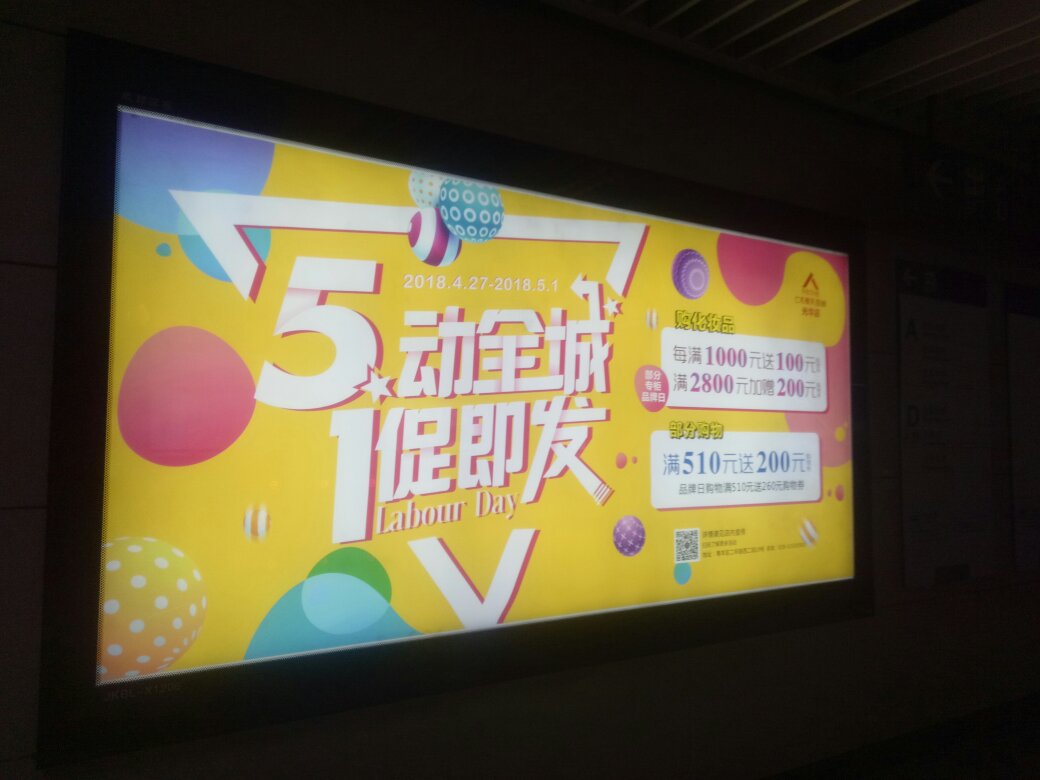 2018.4.27-2018.5.1
5动全城
1促即发
Labour Day
购化妆品
部分
专柜
品牌日
每满1000元送100元
满2800元加赠200元
部分购物
满510元送200元
品牌日购物满510元送260元购物券
A
D